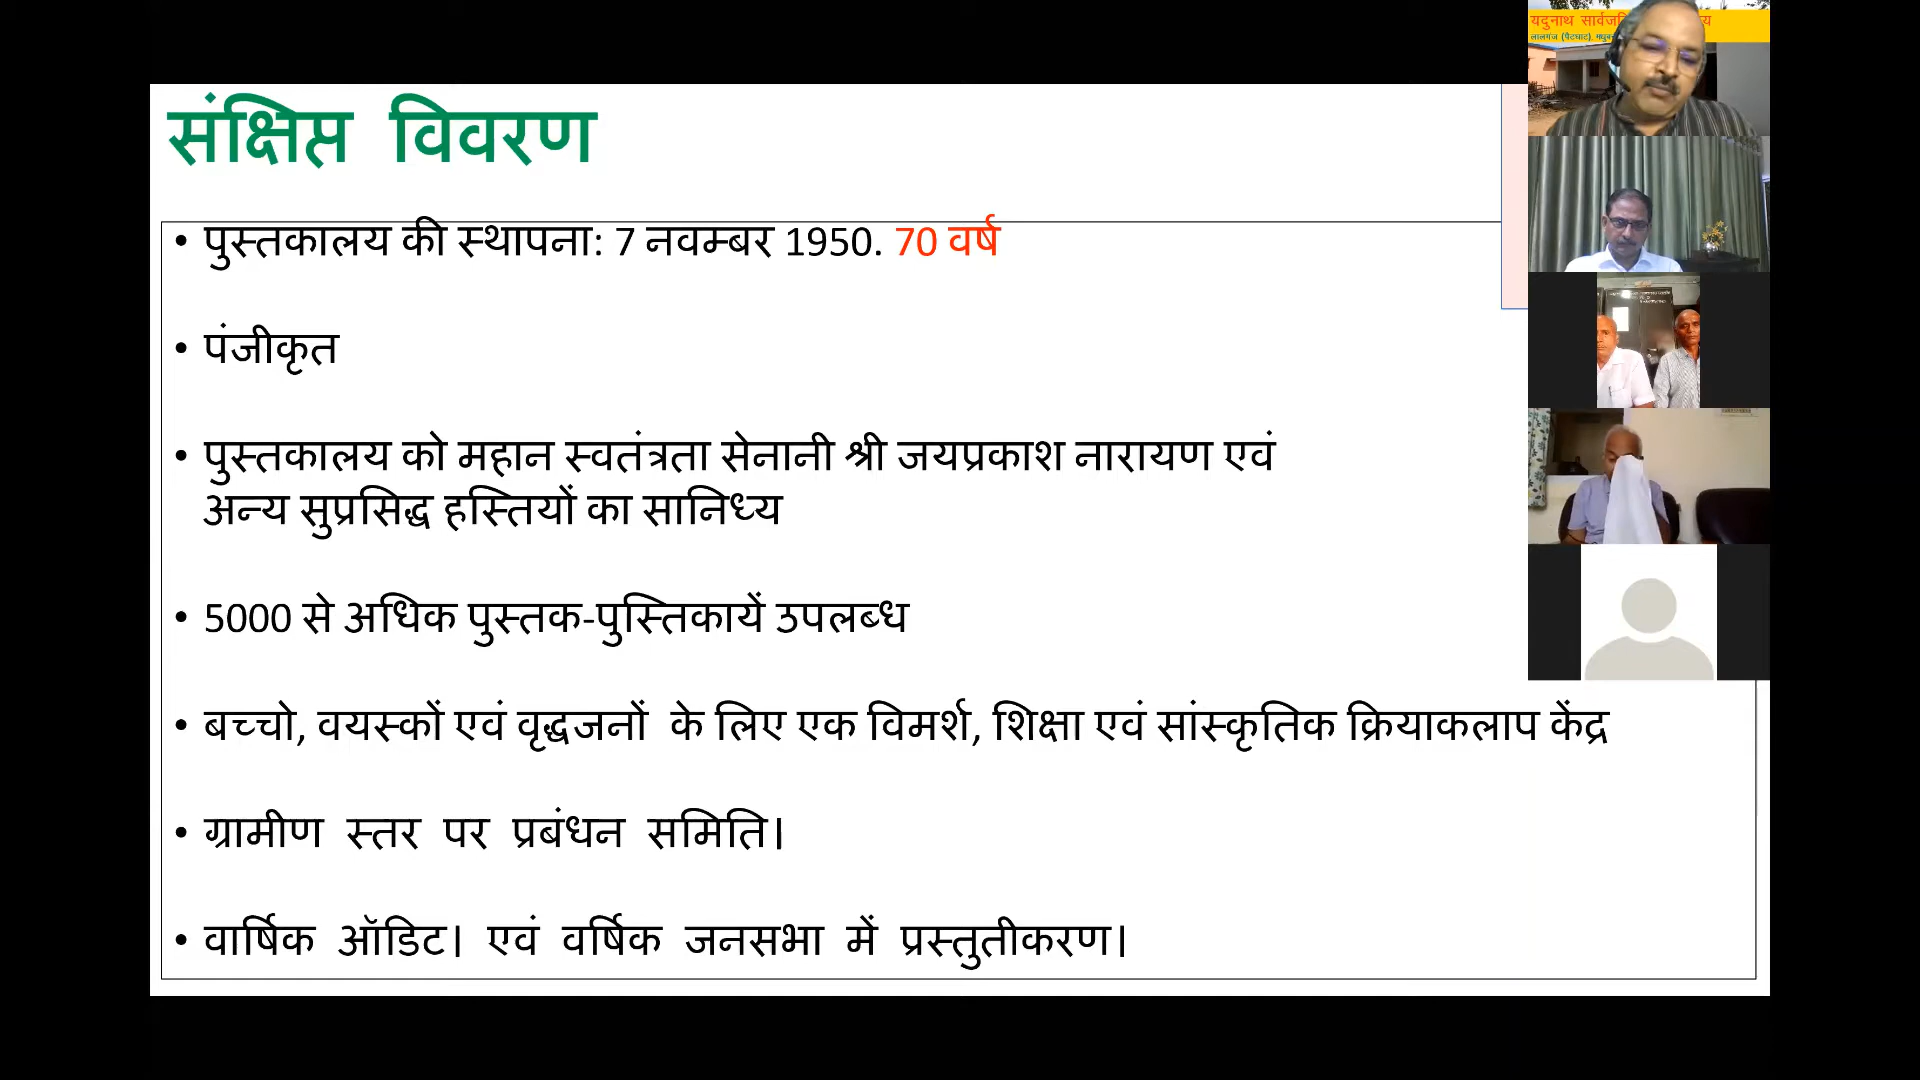 संक्षिप्त विवरण
• पुस्तकालय की स्थापना: 7 नवम्बर 1950. 70 वर्ष
• पंजीकृत
• पुस्तकालय को महान स्वतंत्रता सेनानी श्री जयप्रकाश नारायण एवं
अन्य सुप्रसिद्ध हस्तियों का सानिध्य
• 5000 से अधिक पुस्तक-पुस्तिकायें उपलब्ध
• बच्चो, वयस्कों एवं वृद्धजनों के लिए एक विमर्श, शिक्षा एवं सांस्कृतिक क्रियाकलाप केंद्र
• ग्रामीण स्तर पर प्रबंधन समिति।
• वार्षिक ऑडिट। एवं वर्षिक जनसभा में प्रस्तुतीकरण।
यदुनाथ
लालगंज